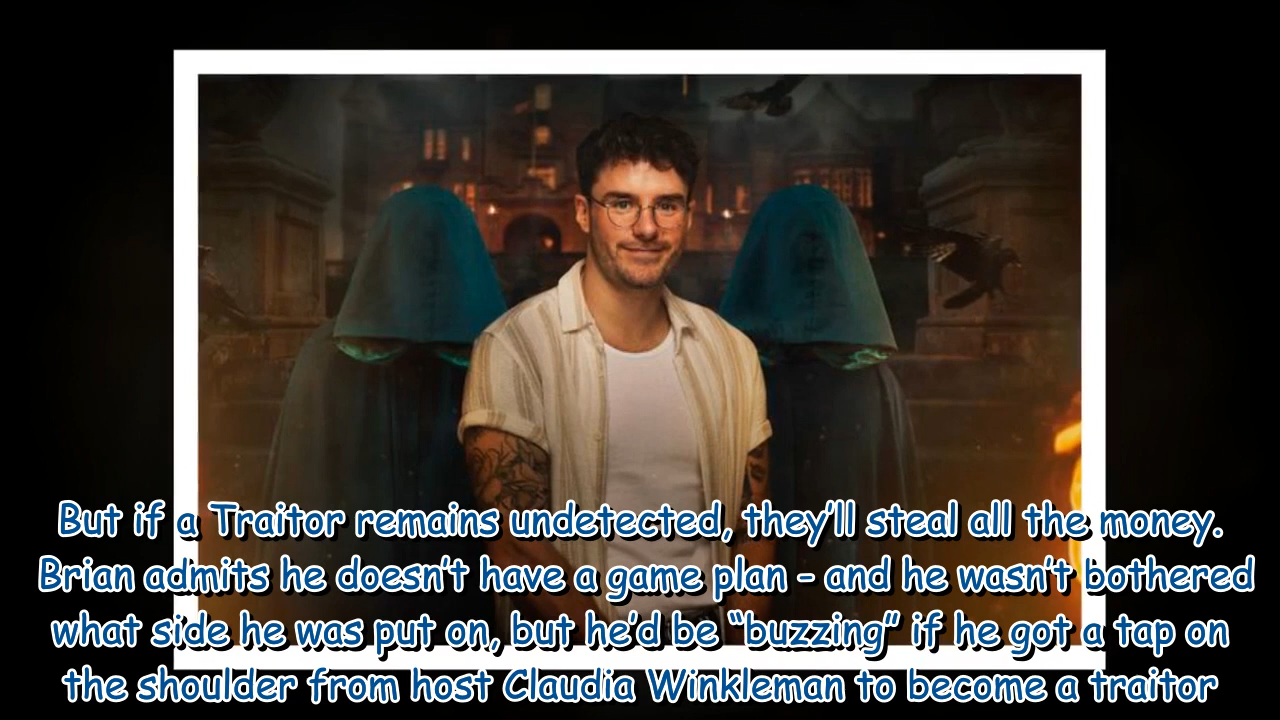 But if a Traitor remains undetected, they’ll steal all the money.
Brian admits he doesn’t have a game plan - and he wasn’t bothered
what side he was put on, but he’d be “buzzing” if he got a tap on
the shoulder from host Claudia Winkleman to become a traitor